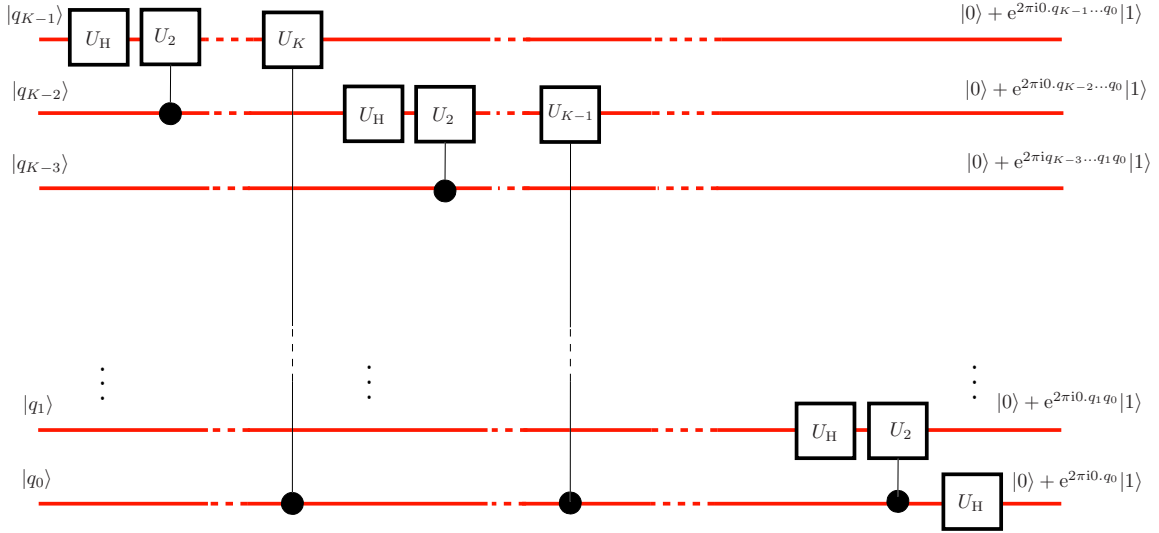 |q_{K−1}⟩ U_H U_2 U_K |0⟩ + e^{2πi0.q_{K−1}...q_0}|1⟩
|q_{K−2}⟩ U_H U_2 U_{K−1} |0⟩ + e^{2πi0.q_{K−2}...q_0}|1⟩
|q_{K−3}⟩ |0⟩ + e^{2πiq_{K−3}...q_1q_0}|1⟩
⋮ ⋮ ⋮
|q_1⟩ U_H U_2 |0⟩ + e^{2πi0.q_1q_0}|1⟩
|q_0⟩ U_H |0⟩ + e^{2πi0.q_0}|1⟩